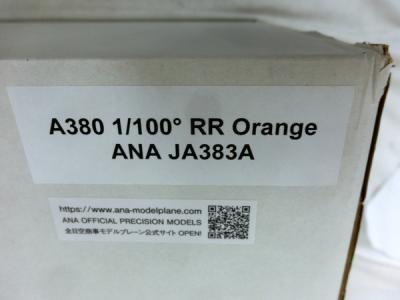 A380 1/100° RR Orange
ANA JA383A
https://www.ana-modelplane.com/
ANA OFFICIAL PRECISION MODELS
全日空商事モデルプレーン公式サイト OPEN!